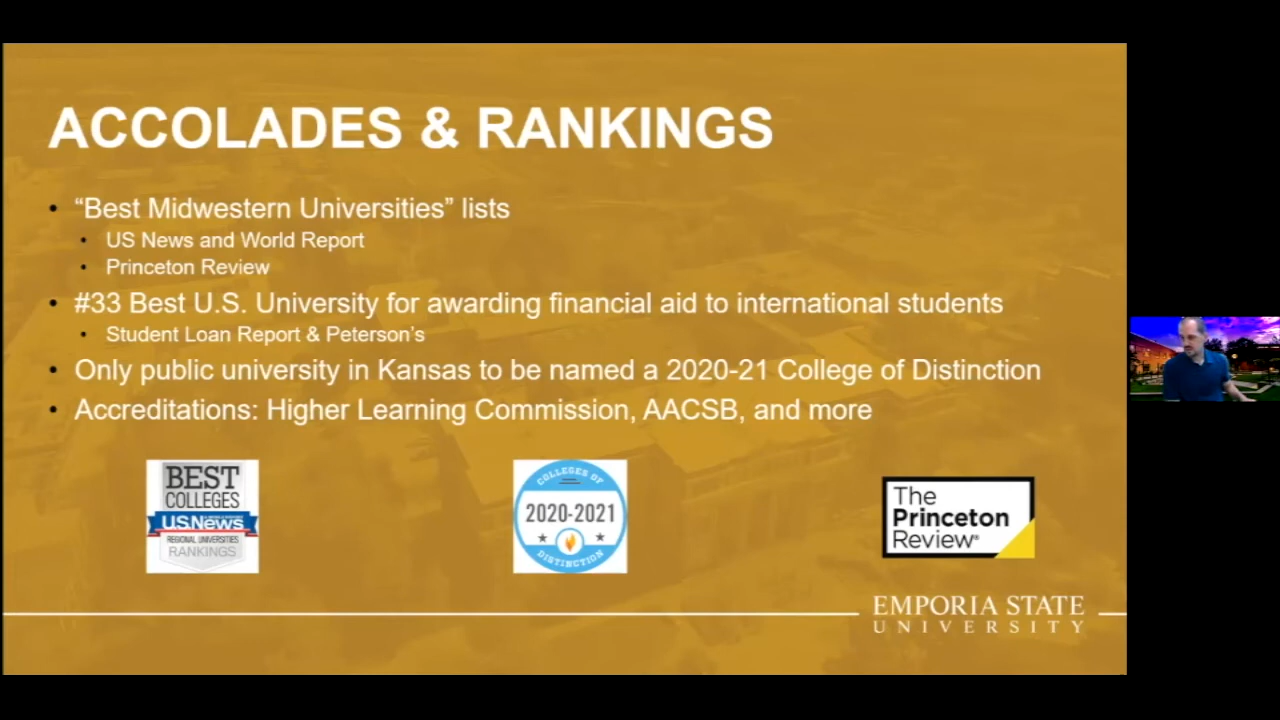 ACCOLADES & RANKINGS
• “Best Midwestern Universities” lists
• US News and World Report
• Princeton Review
• #33 Best U.S. University for awarding financial aid to international students
• Student Loan Report & Peterson’s
• Only public university in Kansas to be named a 2020-21 College of Distinction
• Accreditations: Higher Learning Commission, AACSB, and more
BEST
COLLEGES
U.S.News
REGIONAL UNIVERSITIES
RANKINGS
COLLEGES OF
2020-2021
DISTINCTION
The
Princeton
Review®
EMPORIA STATE
UNIVERSITY